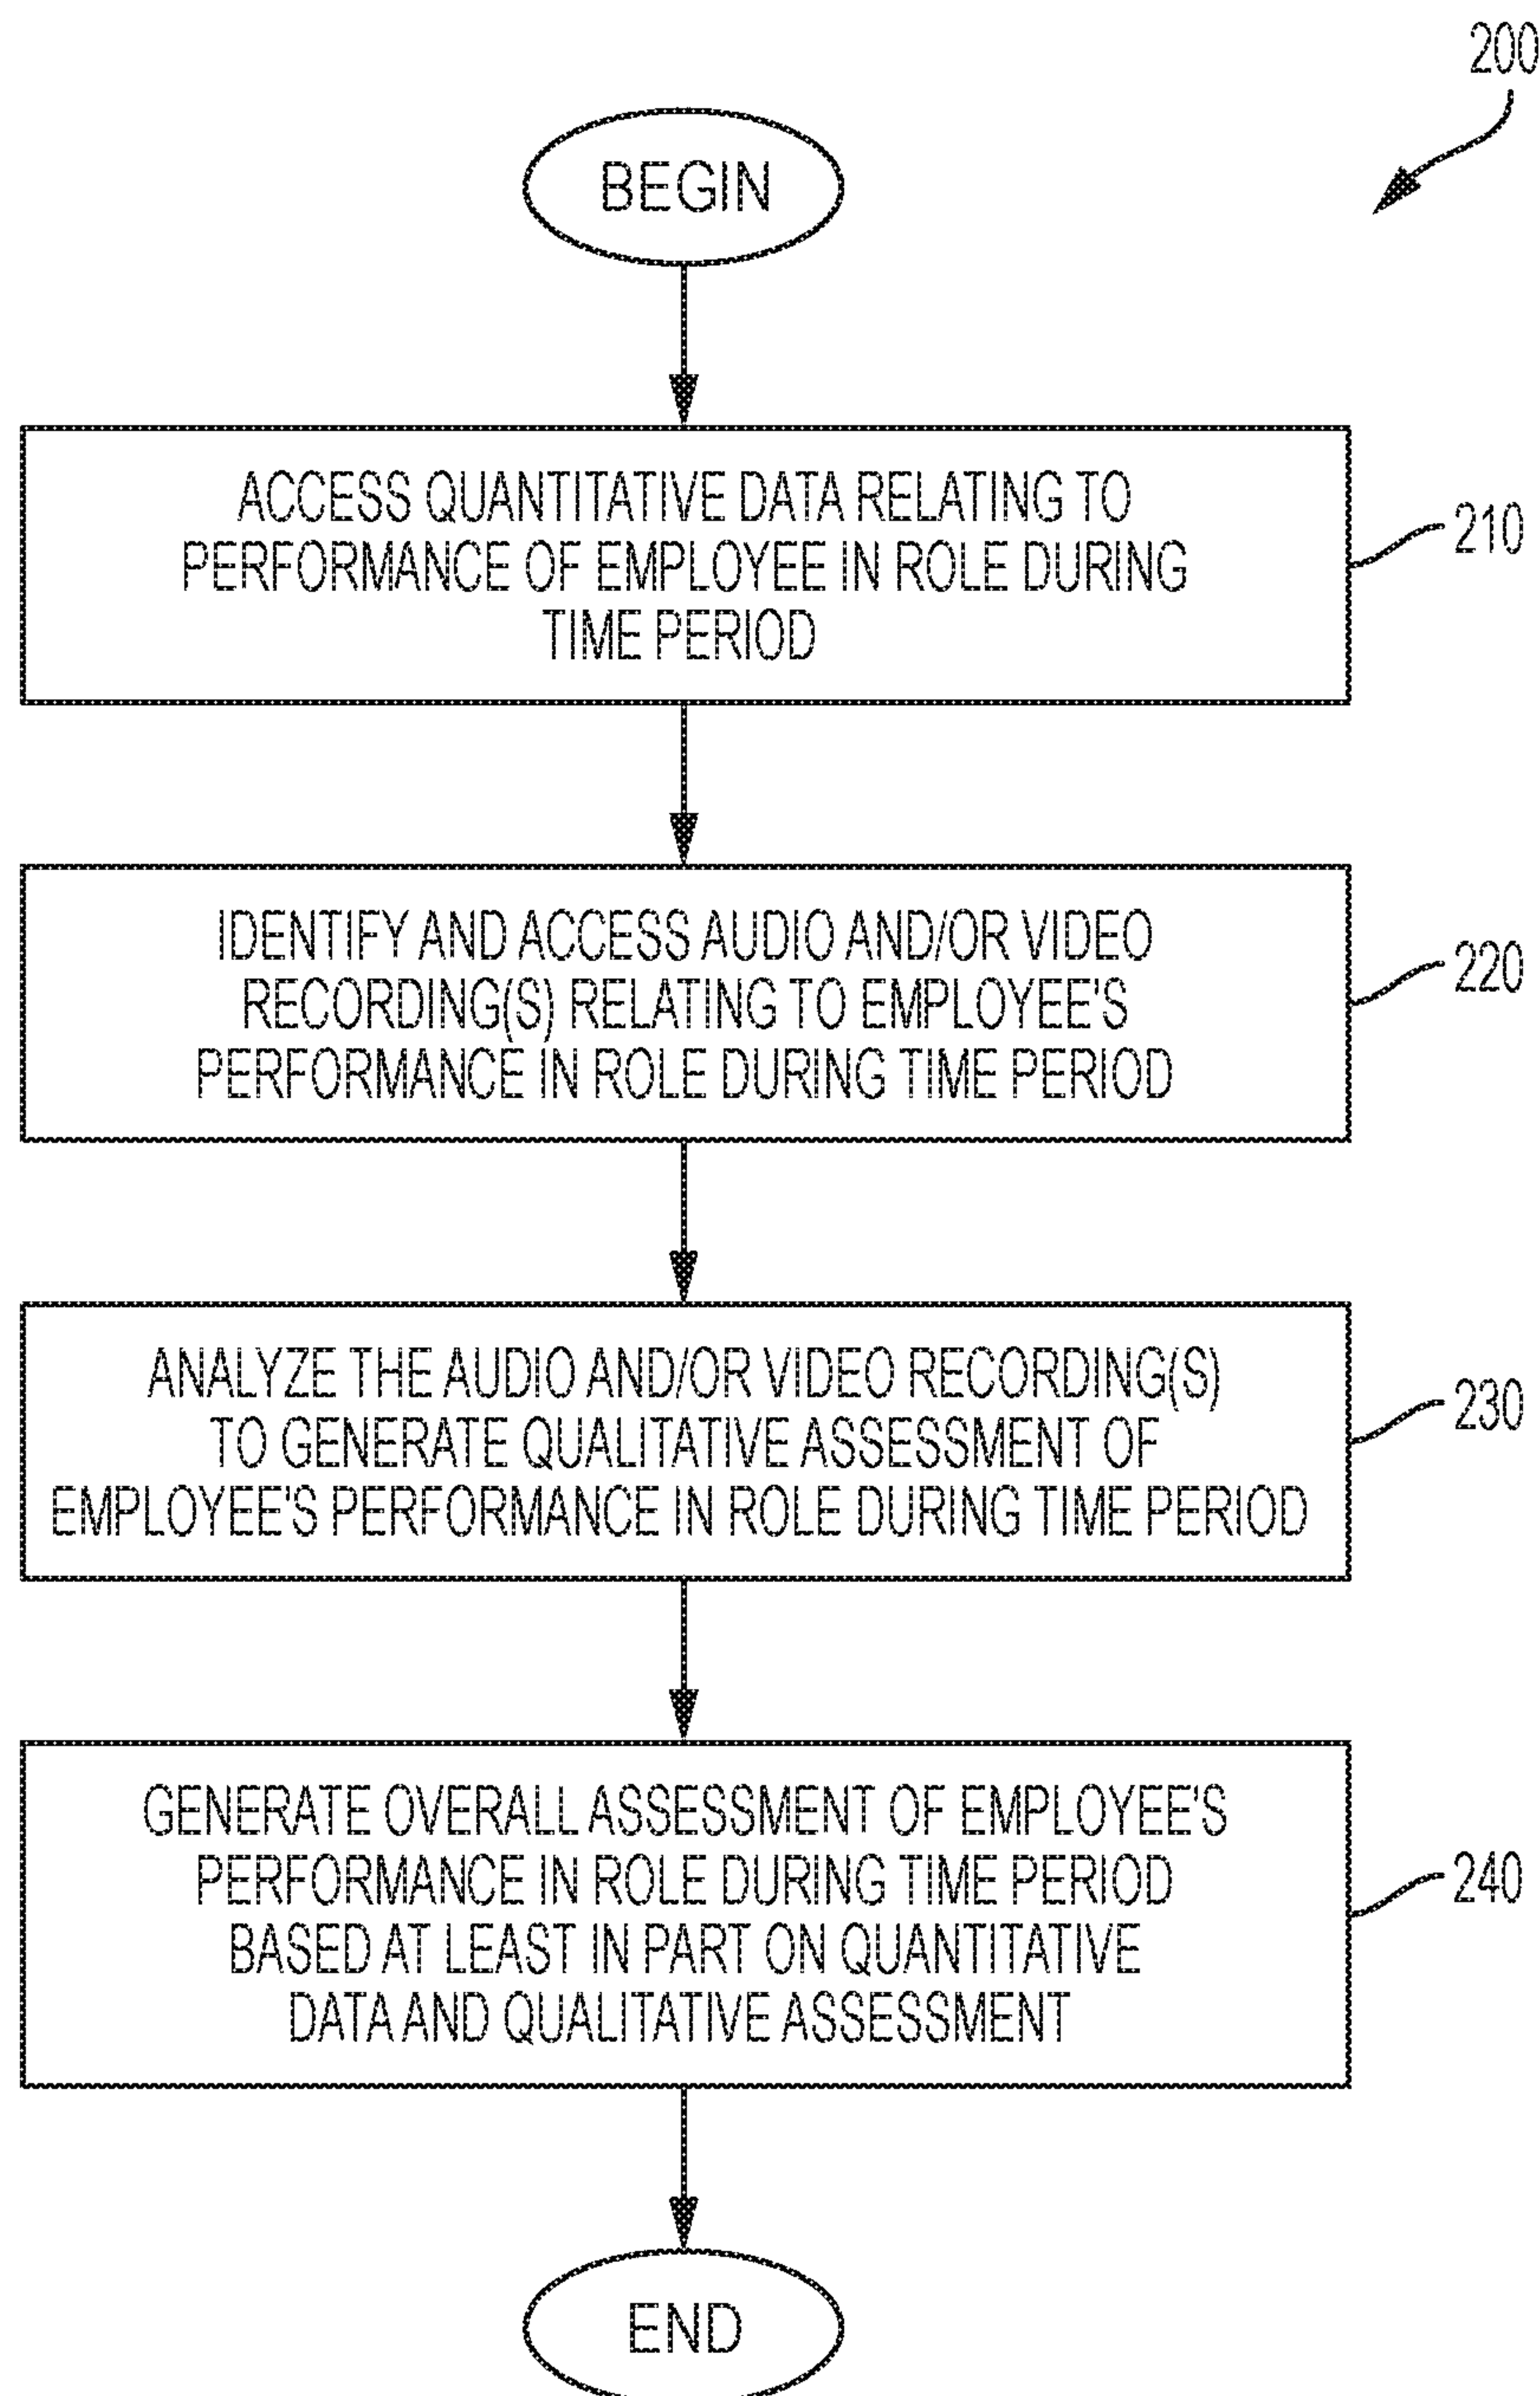 200
BEGIN
ACCESS QUANTITATIVE DATA RELATING TO
PERFORMANCE OF EMPLOYEE IN ROLE DURING
TIME PERIOD
210
IDENTIFY AND ACCESS AUDIO AND/OR VIDEO
RECORDING(S) RELATING TO EMPLOYEE'S
PERFORMANCE IN ROLE DURING TIME PERIOD
220
ANALYZE THE AUDIO AND/OR VIDEO RECORDING(S)
TO GENERATE QUALITATIVE ASSESSMENT OF
EMPLOYEE'S PERFORMANCE IN ROLE DURING TIME PERIOD
230
GENERATE OVERALL ASSESSMENT OF EMPLOYEE'S
PERFORMANCE IN ROLE DURING TIME PERIOD
BASED AT LEAST IN PART ON QUANTITATIVE
DATA AND QUALITATIVE ASSESSMENT
240
END